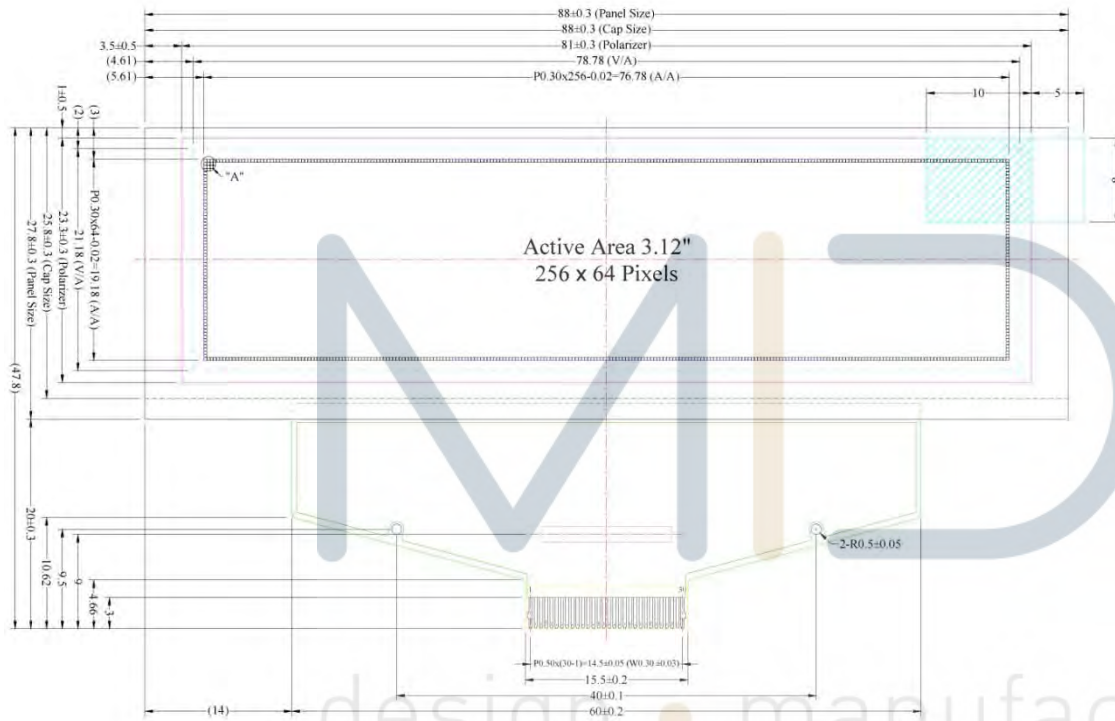 88±0.3 (Panel Size)
88±0.3 (Cap Size)
3.5±0.5
81±0.3 (Polarizer)
(4.61)
78.78 (V/A)
(5.61)
P0.30x256-0.02=76.78 (A/A)
10
5
1±0.5
(2)
(3)
"A"
P0.30x64-0.02=19.18 (A/A)
21.18 (V/A)
23.3±0.3 (Polarizer)
25.8±0.3 (Cap Size)
27.8±0.3 (Panel Size)
(47.8)
Active Area 3.12"
256 x 64 Pixels
MID
20±0.3
10.62
9.5
9
4.66
3
2-R0.5±0.05
1
P0.50x(30-1)=14.5±0.05 (W0.30±0.03)
15.5±0.2
40±0.1
(14)
60±0.2
design • manufac